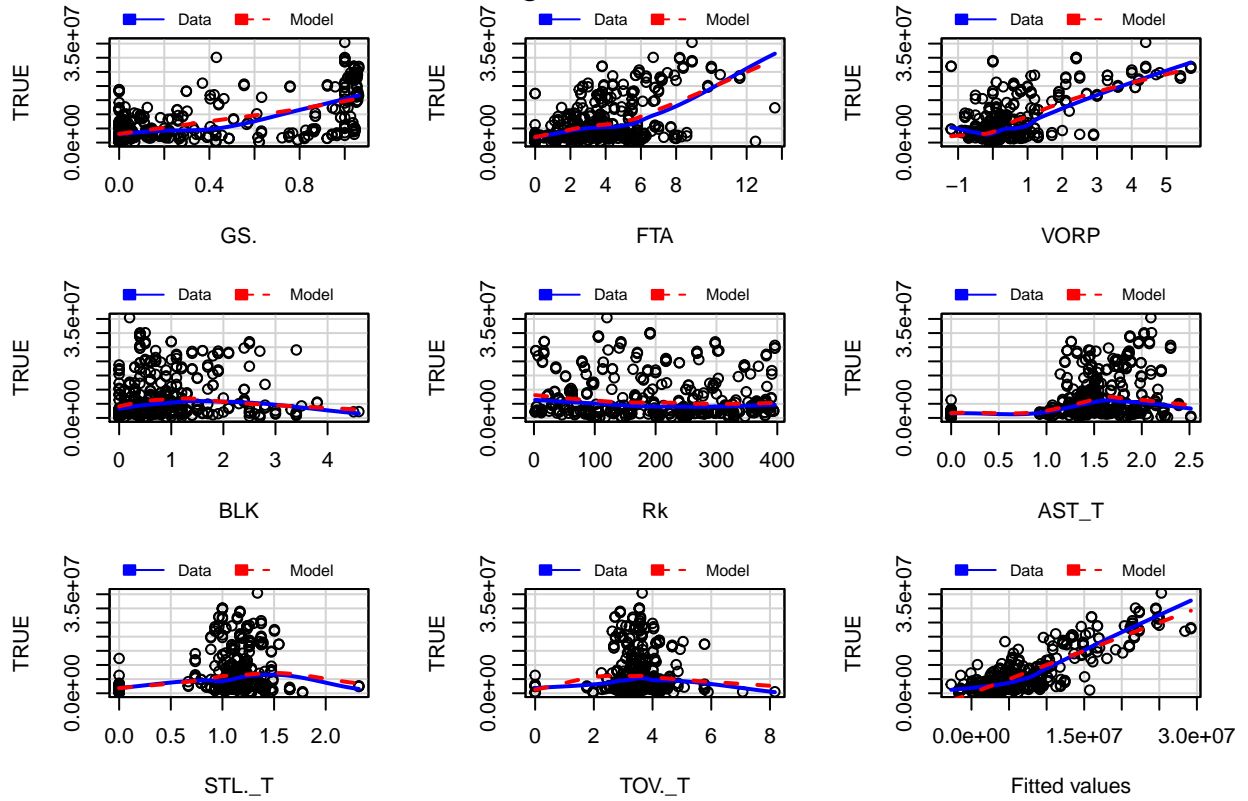 Data Model
Data Model
Data Model
TRUE
0.0e+00 3.5e+07
0.0 0.4 0.8
GS.
TRUE
0.0e+00 3.5e+07
0 2 4 6 8 12
FTA
TRUE
0.0e+00 3.5e+07
−1 0 1 2 3 4 5
VORP
Data Model
Data Model
Data Model
TRUE
0.0e+00 3.5e+07
0 1 2 3 4
BLK
TRUE
0.0e+00 3.5e+07
0 100 200 300 400
Rk
TRUE
0.0e+00 3.5e+07
0.0 0.5 1.0 1.5 2.0 2.5
AST_T
Data Model
Data Model
Data Model
TRUE
0.0e+00 3.5e+07
0.0 0.5 1.0 1.5 2.0
STL._T
TRUE
0.0e+00 3.5e+07
0 2 4 6 8
TOV._T
TRUE
0.0e+00 3.5e+07
0.0e+00 1.5e+07 3.0e+07
Fitted values